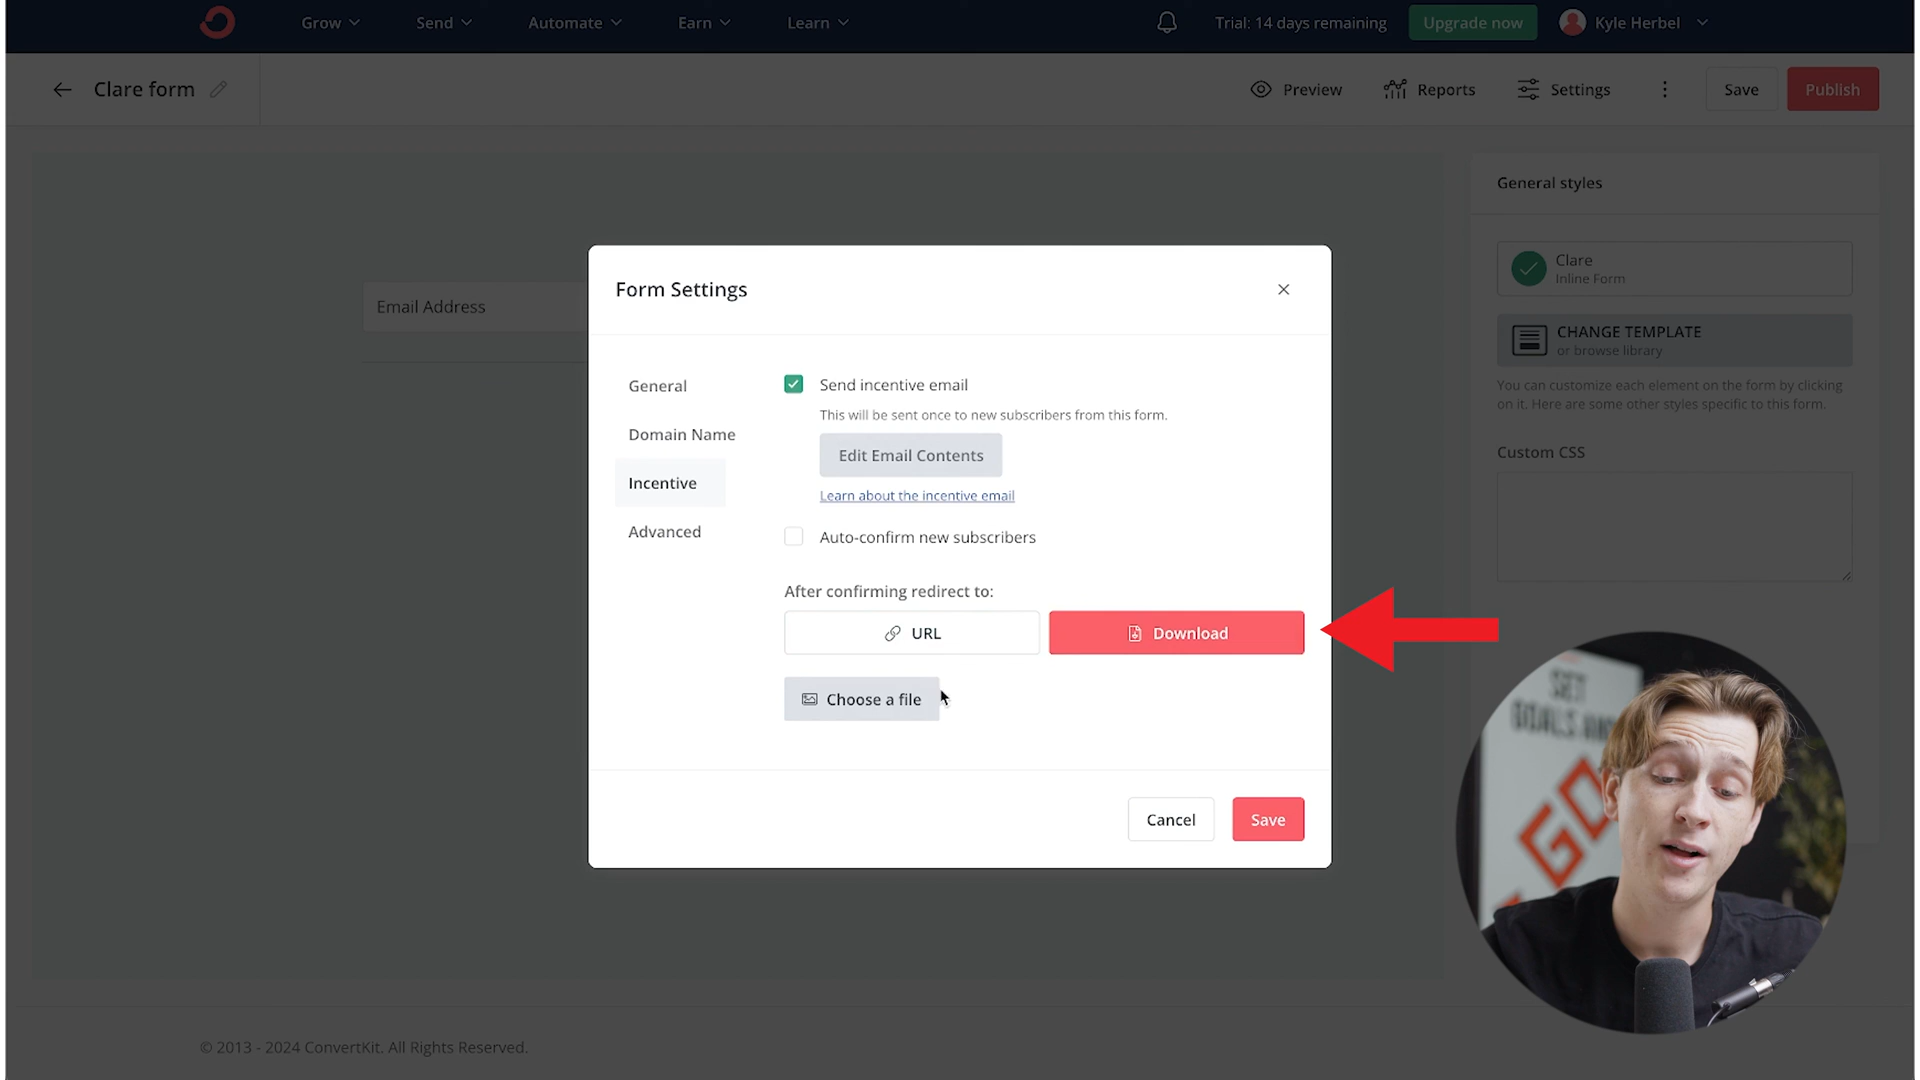 Grow
Send
Automate
Earn
Learn
Trial: 14 days remaining
Upgrade now
Kyle Herbel
Clare form
Preview
Reports
Settings
Save
Publish
General styles
Clare
Inline Form
CHANGE TEMPLATE
or browse library
You can customize each element on the form by clicking
on it. Here are some other styles specific to this form.
Custom CSS
Email Address
Form Settings
General
Domain Name
Incentive
Advanced
Send incentive email
This will be sent once to new subscribers from this form.
Edit Email Contents
Learn about the incentive email
Auto-confirm new subscribers
After confirming redirect to:
URL
Download
Choose a file
Cancel
Save
SET
GOALS AND
GO
© 2013 - 2024 ConvertKit. All Rights Reserved.